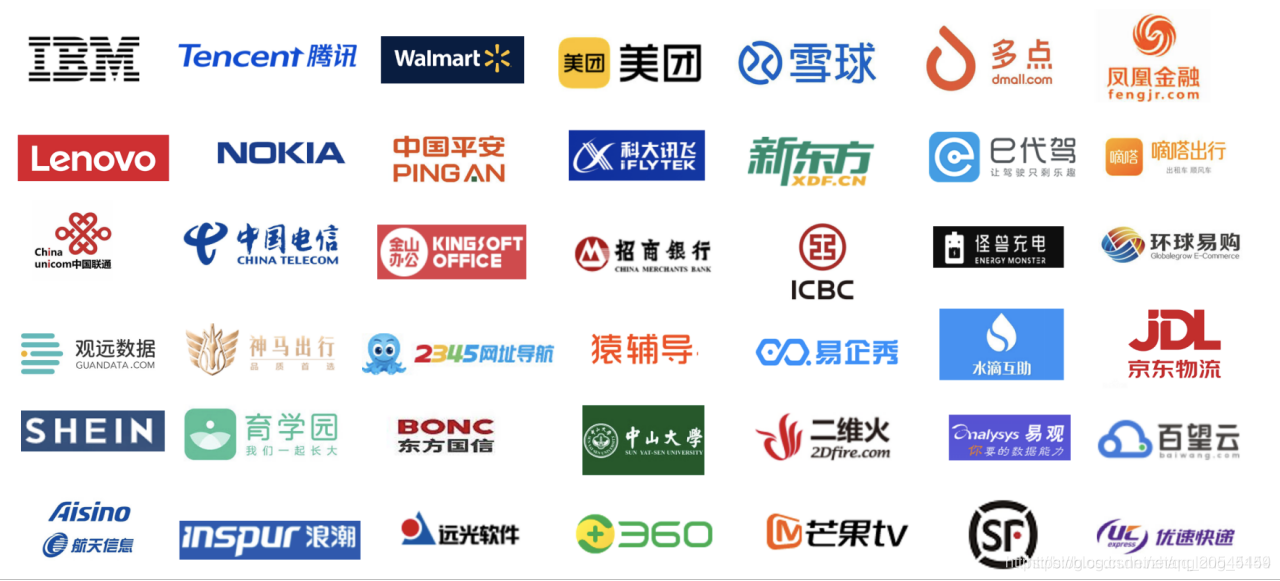 IBM
Tencent 腾讯
Walmart
美团 美团
雪球
多点
dmall.com
凤凰金融
fengjr.com
Lenovo
NOKIA
中国平安
PING AN
科大讯飞
iFLYTEK
新东方
XDF.CN
e代驾
让驾驶只剩乐趣
嘀嗒 嘀嗒出行
出租车 顺风车
China
unicom中国联通
中国电信
CHINA TELECOM
金山
办公
KINGSOFT
OFFICE
招商银行
CHINA MERCHANTS BANK
ICBC
怪兽充电
ENERGY MONSTER
环球易购
Globalegrow E-Commerce
观远数据
GUANDATA.COM
神马出行
品质首选
2345网址导航
猿辅导
易企秀
水滴互助
JDL
京东物流
SHEIN
育学园
我们一起长大
BONC
东方国信
中山大學
SUN YAT-SEN UNIVERSITY
二维火
2Dfire.com
analysys 易观
你要的数据能力
百望云
baiwang.com
Aisino
航天信息
inspur 浪潮
远光软件
360
芒果tv
SF
UC
express
优速快递